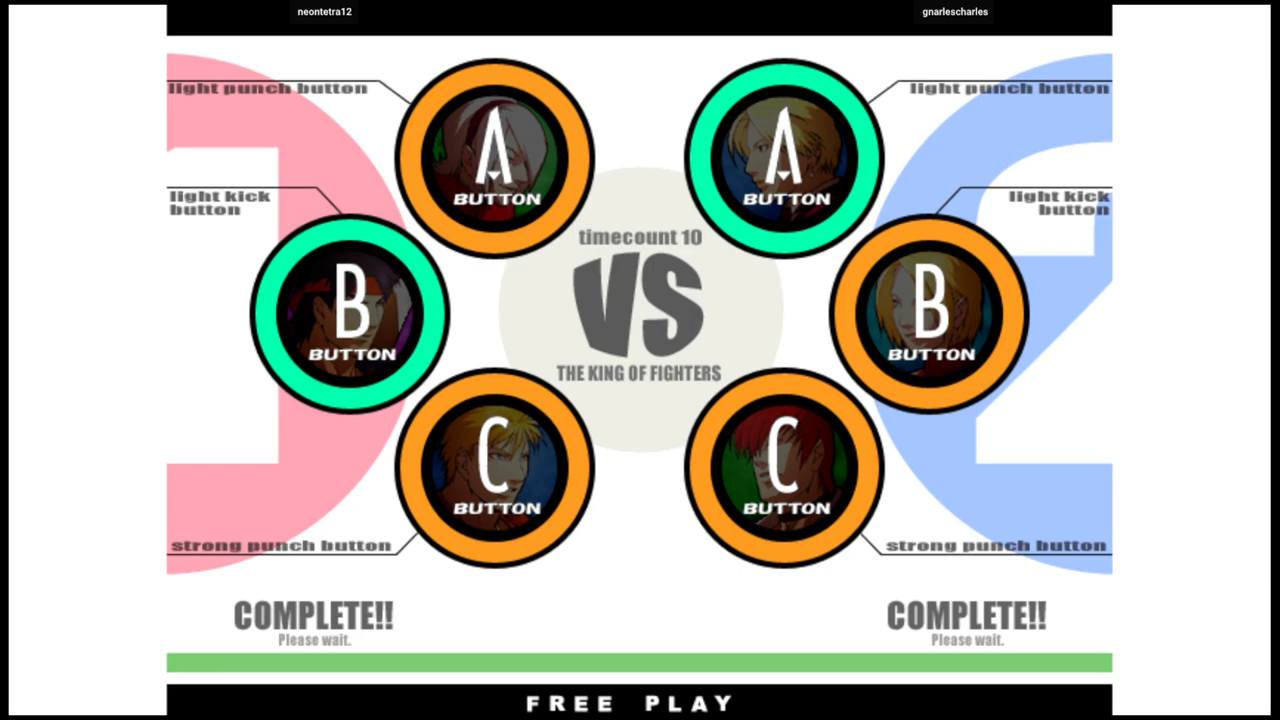 neontetra12
gnarlescharles
light punch button
light punch button
A
BUTTON
A
BUTTON
light kick
button
light kick
button
timecount 10
VS
THE KING OF FIGHTERS
B
BUTTON
B
BUTTON
C
BUTTON
C
BUTTON
strong punch button
strong punch button
1
2
COMPLETE!!
Please wait.
COMPLETE!!
Please wait.
FREE PLAY